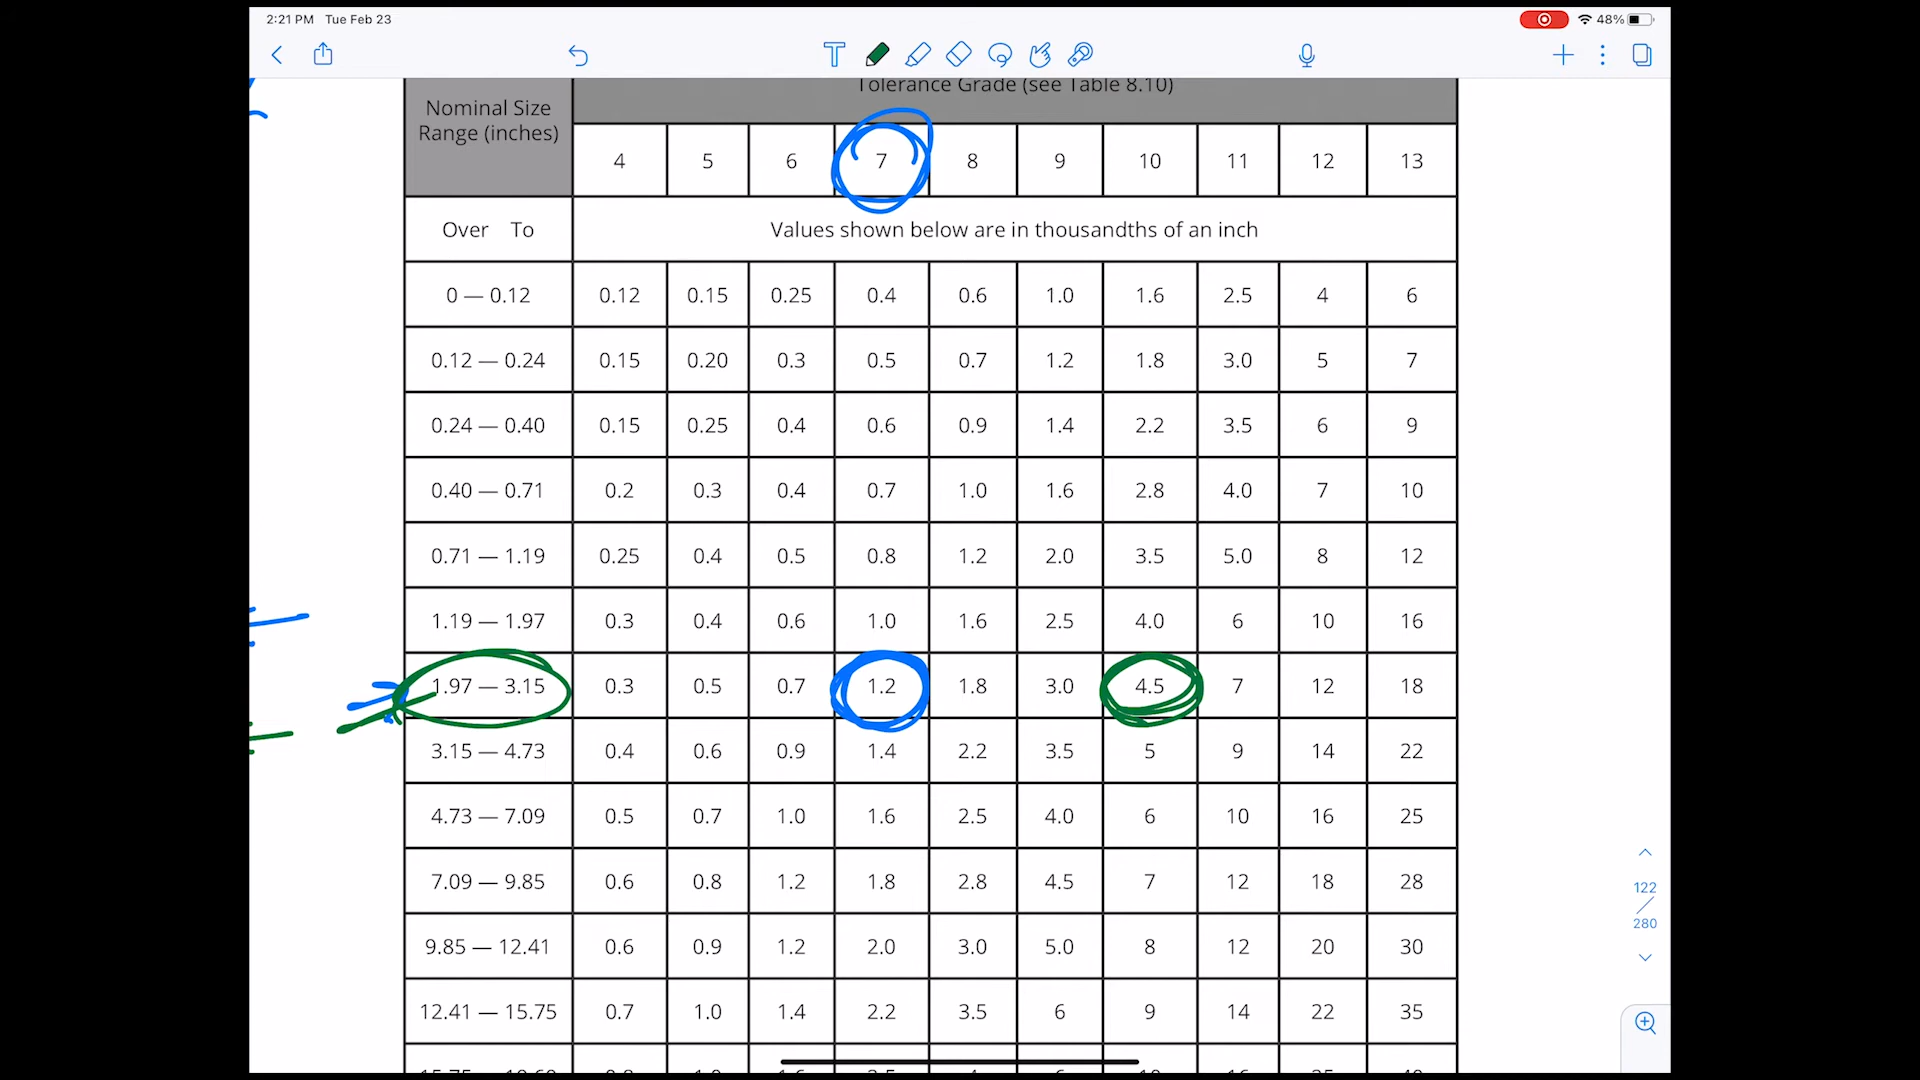 2:21 PM Tue Feb 23
48%
Tolerance Grade (see Table 8.10)
Nominal Size
Range (inches)
4 5 6 7 8 9 10 11 12 13
Over To Values shown below are in thousandths of an inch
0 — 0.12 0.12 0.15 0.25 0.4 0.6 1.0 1.6 2.5 4 6
0.12 — 0.24 0.15 0.20 0.3 0.5 0.7 1.2 1.8 3.0 5 7
0.24 — 0.40 0.15 0.25 0.4 0.6 0.9 1.4 2.2 3.5 6 9
0.40 — 0.71 0.2 0.3 0.4 0.7 1.0 1.6 2.8 4.0 7 10
0.71 — 1.19 0.25 0.4 0.5 0.8 1.2 2.0 3.5 5.0 8 12
1.19 — 1.97 0.3 0.4 0.6 1.0 1.6 2.5 4.0 6 10 16
1.97 — 3.15 0.3 0.5 0.7 1.2 1.8 3.0 4.5 7 12 18
3.15 — 4.73 0.4 0.6 0.9 1.4 2.2 3.5 5 9 14 22
4.73 — 7.09 0.5 0.7 1.0 1.6 2.5 4.0 6 10 16 25
7.09 — 9.85 0.6 0.8 1.2 1.8 2.8 4.5 7 12 18 28
9.85 — 12.41 0.6 0.9 1.2 2.0 3.0 5.0 8 12 20 30
12.41 — 15.75 0.7 1.0 1.4 2.2 3.5 6 9 14 22 35
122
280